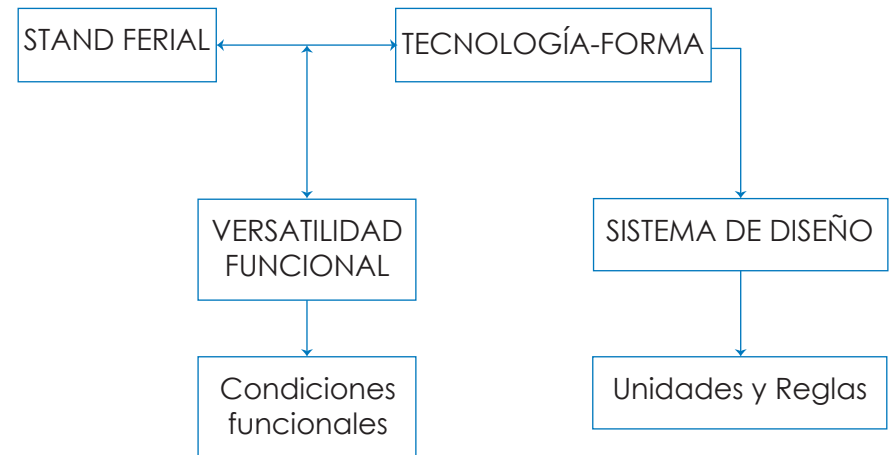 STAND FERIAL
TECNOLOGÍA-FORMA
VERSATILIDAD
FUNCIONAL
SISTEMA DE DISEÑO
Condiciones
funcionales
Unidades y Reglas